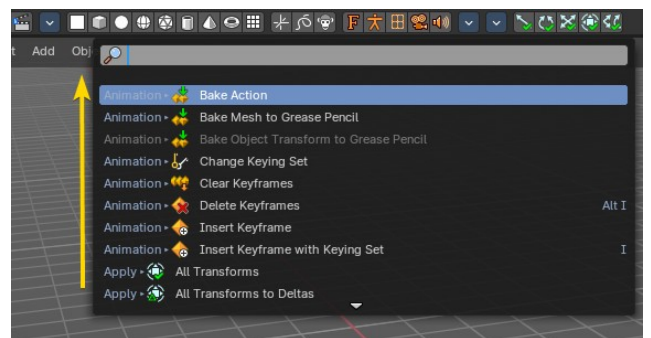 t Add Obj
Animation ▸ Bake Action
Animation ▸ Bake Mesh to Grease Pencil
Animation ▸ Bake Object Transform to Grease Pencil
Animation ▸ Change Keying Set
Animation ▸ Clear Keyframes
Animation ▸ Delete Keyframes Alt I
Animation ▸ Insert Keyframe
Animation ▸ Insert Keyframe with Keying Set I
Apply ▸ All Transforms
Apply ▸ All Transforms to Deltas